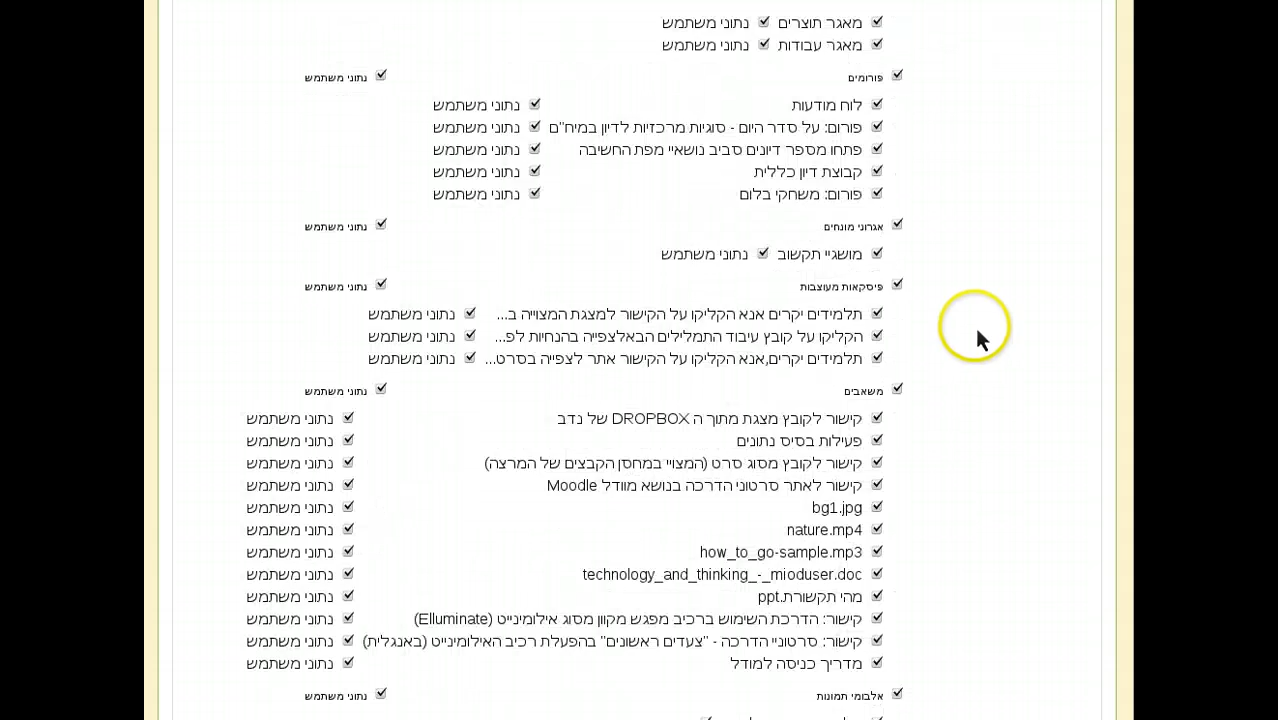 מאגר תוצרים נתוני משתמש
מאגר עבודות נתוני משתמש
פורומים נתוני משתמש
לוח מודעות נתוני משתמש
פורום: על סדר היום - סוגיות מרכזיות לדיון במיח"ם נתוני משתמש
פתחו מספר דיונים סביב נושאיי מפת החשיבה נתוני משתמש
קבוצת דיון כללית נתוני משתמש
פורום: משחקי בלום נתוני משתמש
אגרוני מונחים נתוני משתמש
מושגיי תקשוב נתוני משתמש
פיסקאות מעוצבות נתוני משתמש
תלמידים יקרים אנא הקליקו על הקישור למצגת המצוייה ב... נתוני משתמש
הקליקו על קובץ עיבוד התמלילים הבאלצפייה בהנחיות לפ... נתוני משתמש
תלמידים יקרים,אנא הקליקו על הקישור אתר לצפייה בסרט... נתוני משתמש
משאבים נתוני משתמש
קישור לקובץ מצגת מתוך ה DROPBOX של נדב נתוני משתמש
פעילות בסיס נתונים נתוני משתמש
קישור לקובץ מסוג סרט (המצויי במחסן הקבצים של המרצה) נתוני משתמש
קישור לאתר סרטוני הדרכה בנושא מוודל Moodle נתוני משתמש
bg1.jpg נתוני משתמש
nature.mp4 נתוני משתמש
how_to_go-sample.mp3 נתוני משתמש
technology_and_thinking_-_mioduser.doc נתוני משתמש
מהי תקשורת.ppt נתוני משתמש
קישור: הדרכת השימוש ברכיב מפגש מקוון מסוג אילומינייט (Elluminate) נתוני משתמש
קישור: סרטוניי הדרכה - "צעדים ראשונים" בהפעלת רכיב האילומינייט (באנגלית) נתוני משתמש
מדריך כניסה למודל נתוני משתמש
אלבומי תמונות נתוני משתמש